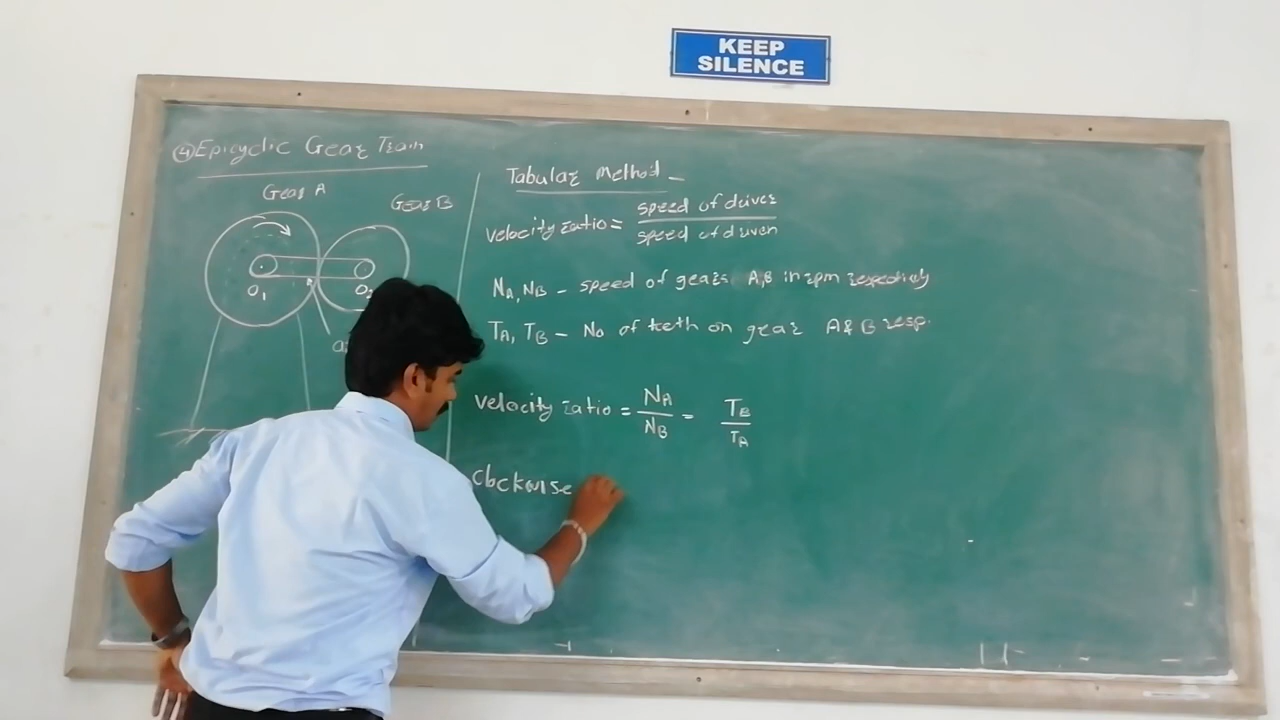 KEEP
SILENCE
④ Epicyclic Gear Train
Gear A
Gear B
O1
O2
Tabular Method -
velocity ratio = speed of driver / speed of driven
NA, NB - speed of gears A,B in rpm respectively
TA, TB - No of teeth on gear A & B resp.
velocity ratio = NA / NB = TB / TA
Clockwise